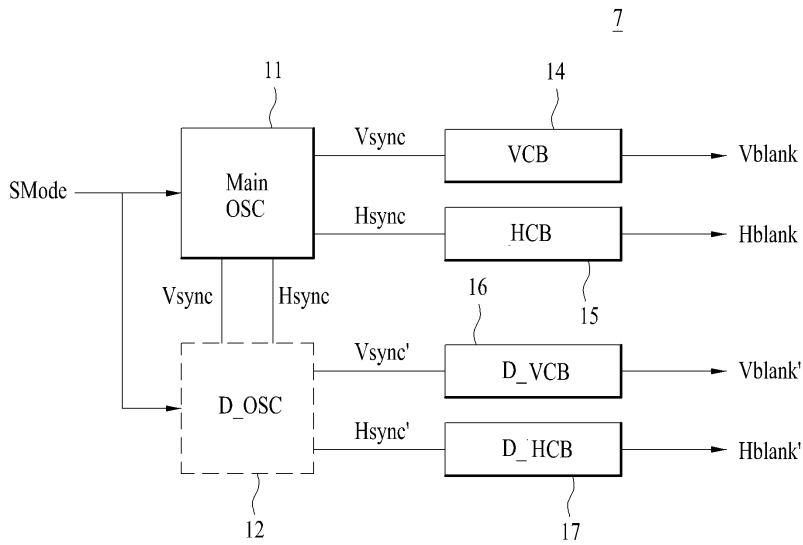 7
11
14
Vsync
VCB
Vblank
SMode
Main
OSC
Hsync
HCB
Hblank
15
Vsync
Hsync
16
Vsync'
D_VCB
Vblank'
D_OSC
Hsync'
D_HCB
Hblank'
12
17